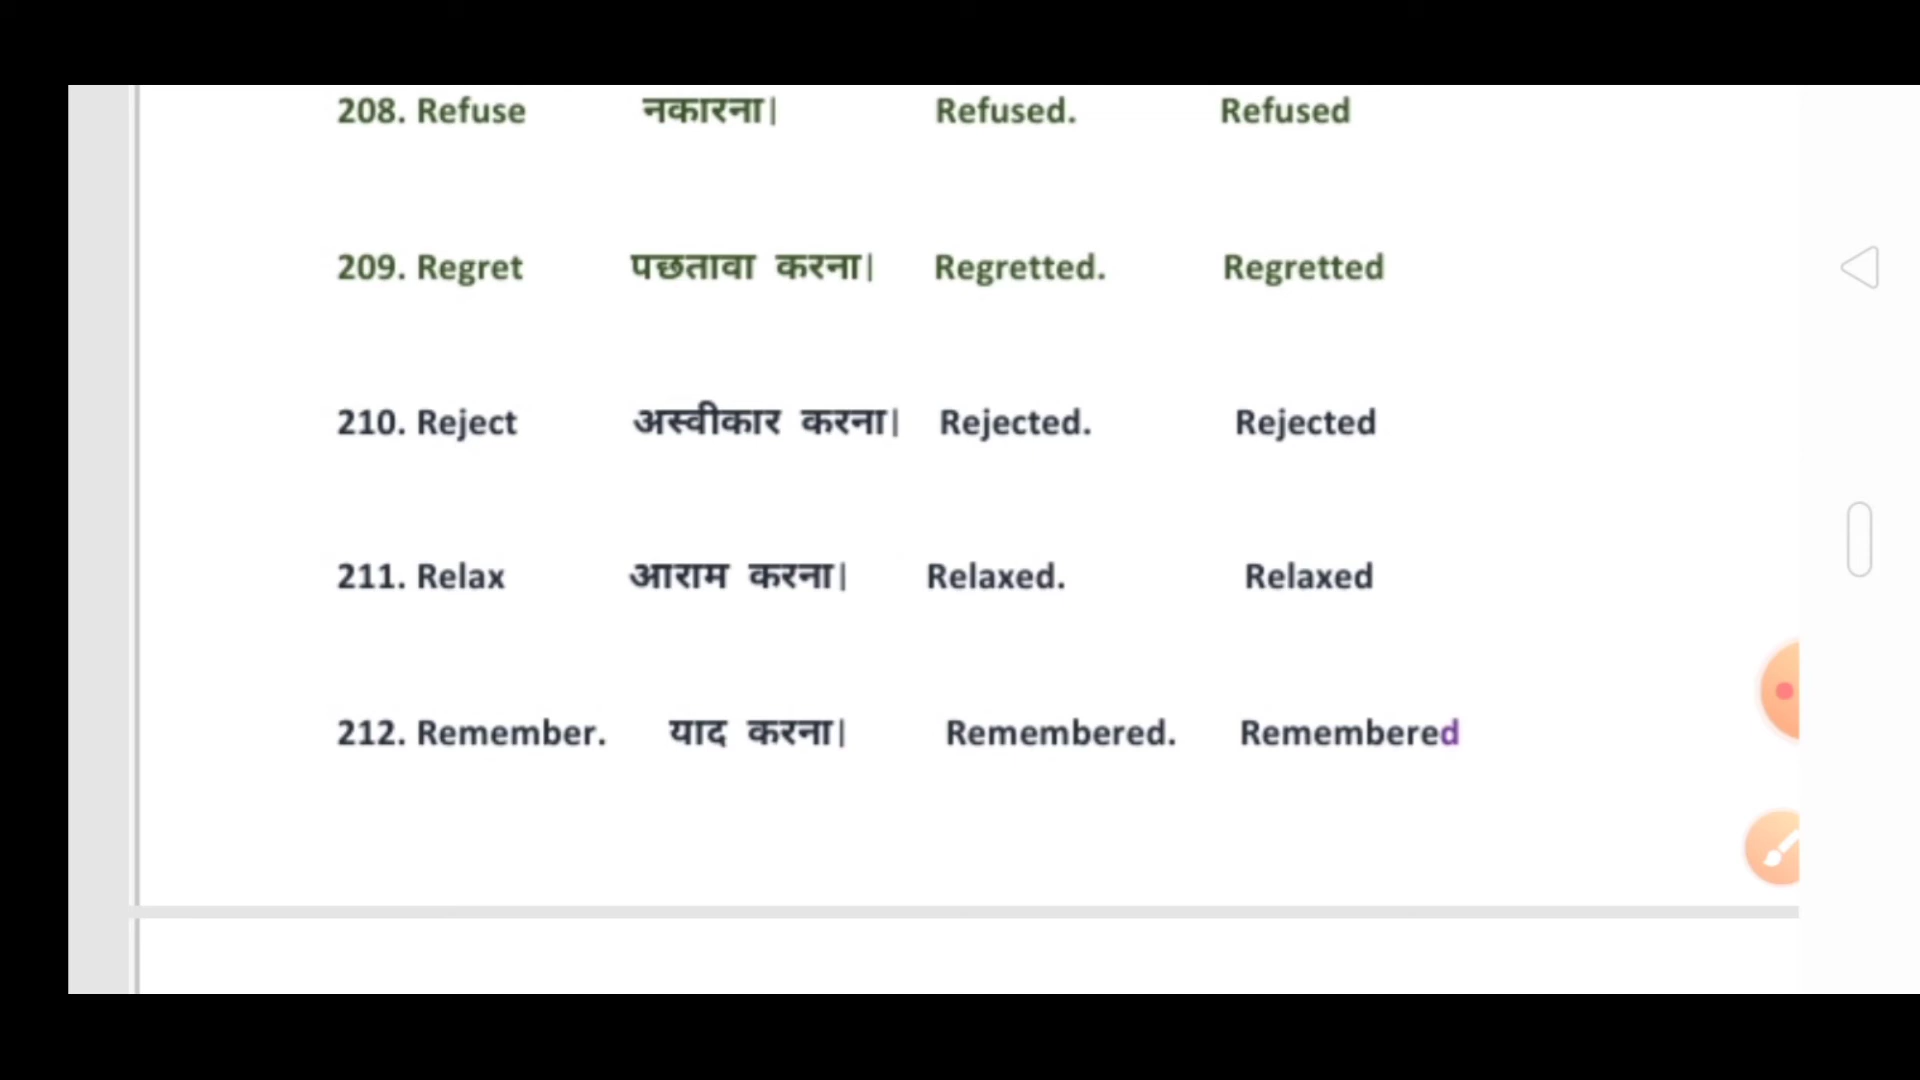 208. Refuse नकारना| Refused. Refused
209. Regret पछतावा करना| Regretted. Regretted
210. Reject अस्वीकार करना| Rejected. Rejected
211. Relax आराम करना| Relaxed. Relaxed
212. Remember. याद करना| Remembered. Remembered